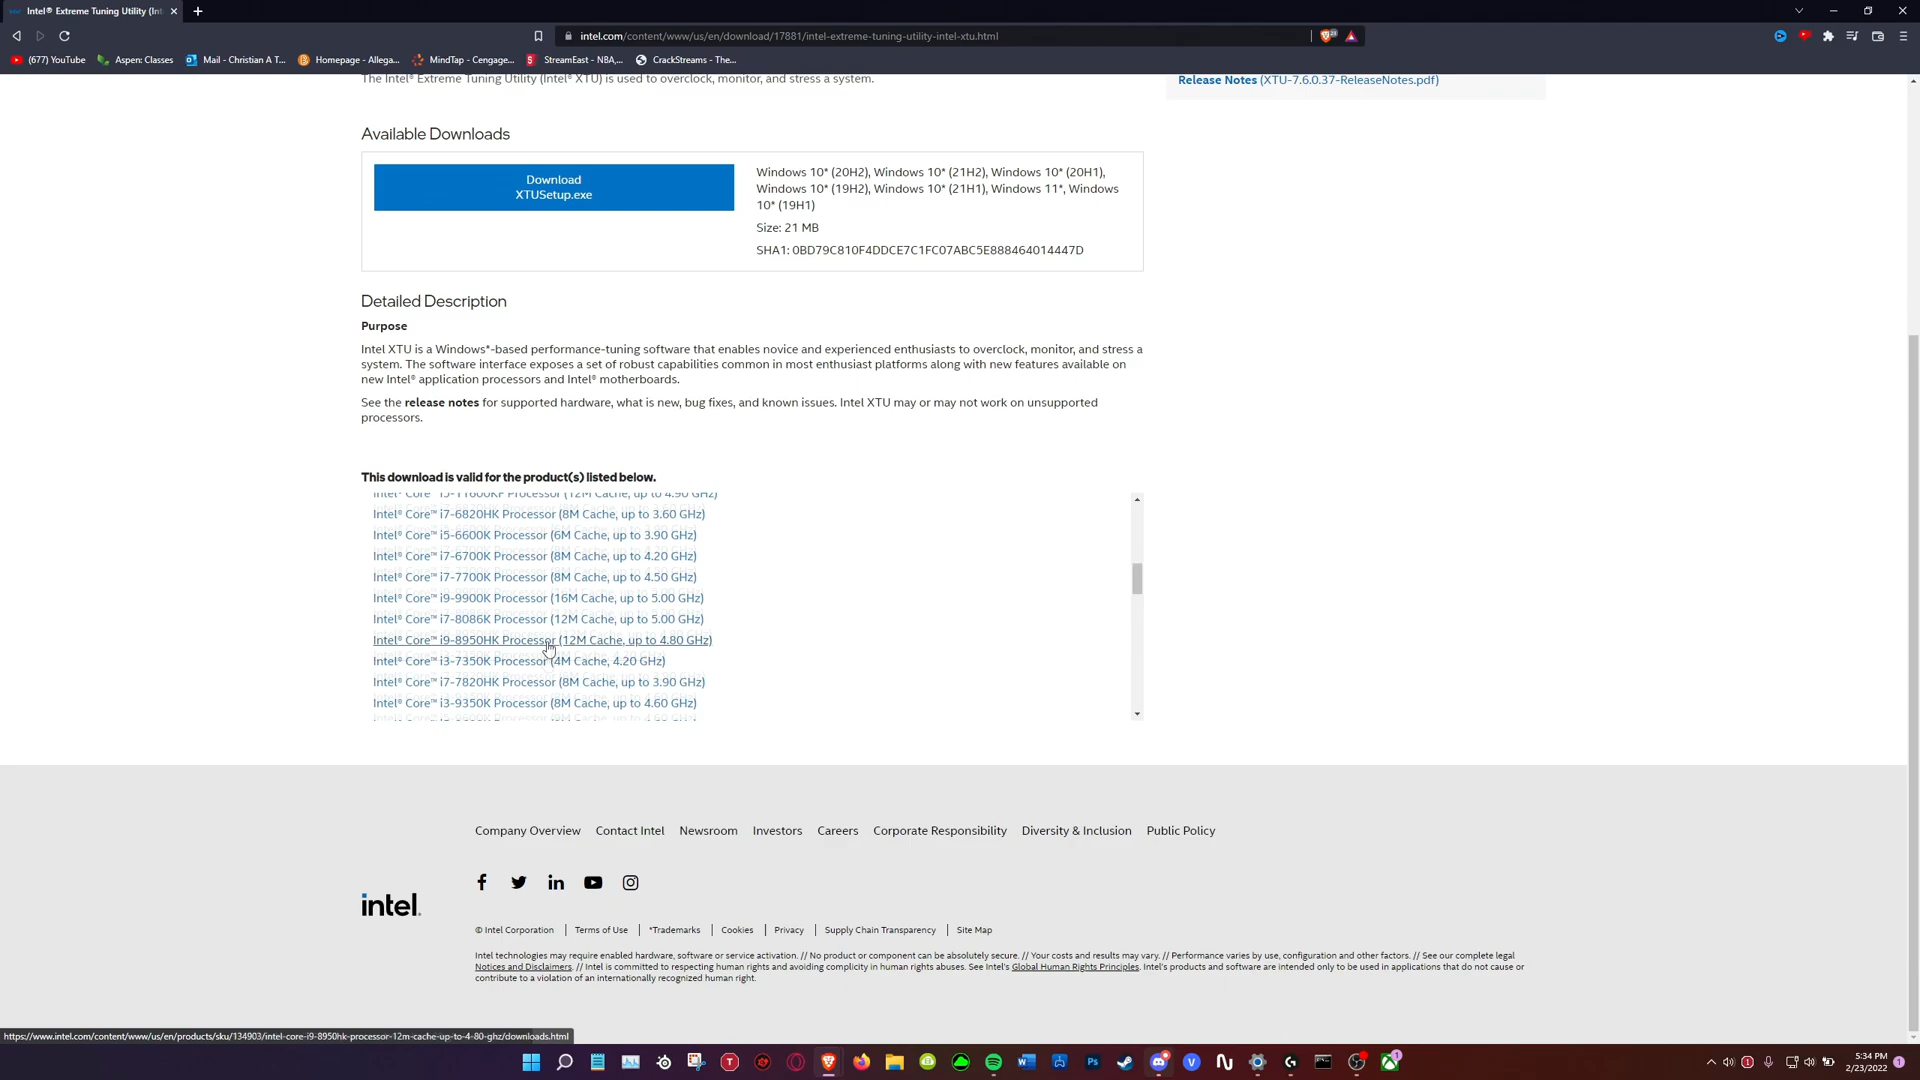 Intel® Extreme Tuning Utility (Int
intel.com/content/www/us/en/download/17881/intel-extreme-tuning-utility-intel-xtu.html
(677) YouTube
Aspen: Classes
Mail - Christian A T...
Homepage - Allega...
MindTap - Cengage...
StreamEast - NBA,...
CrackStreams - The...
The Intel® Extreme Tuning Utility (Intel® XTU) is used to overclock, monitor, and stress a system.
Release Notes (XTU-7.6.0.37-ReleaseNotes.pdf)
Available Downloads
Download
XTUSetup.exe
Windows 10* (20H2), Windows 10* (21H2), Windows 10* (20H1),
Windows 10* (19H2), Windows 10* (21H1), Windows 11*, Windows
10* (19H1)
Size: 21 MB
SHA1: 0BD79C810F4DDCE7C1FC07ABC5E888464014447D
Detailed Description
Purpose
Intel XTU is a Windows*-based performance-tuning software that enables novice and experienced enthusiasts to overclock, monitor, and stress a
system. The software interface exposes a set of robust capabilities common in most enthusiast platforms along with new features available on
new Intel® application processors and Intel® motherboards.
See the release notes for supported hardware, what is new, bug fixes, and known issues. Intel XTU may or may not work on unsupported
processors.
This download is valid for the product(s) listed below.
Intel® Core™ i5-11600KF Processor (12M Cache, up to 4.90 GHz)
Intel® Core™ i7-6820HK Processor (8M Cache, up to 3.60 GHz)
Intel® Core™ i5-6600K Processor (6M Cache, up to 3.90 GHz)
Intel® Core™ i7-6700K Processor (8M Cache, up to 4.20 GHz)
Intel® Core™ i7-7700K Processor (8M Cache, up to 4.50 GHz)
Intel® Core™ i9-9900K Processor (16M Cache, up to 5.00 GHz)
Intel® Core™ i7-8086K Processor (12M Cache, up to 5.00 GHz)
Intel® Core™ i9-8950HK Processor (12M Cache, up to 4.80 GHz)
Intel® Core™ i3-7350K Processor (4M Cache, 4.20 GHz)
Intel® Core™ i7-7820HK Processor (8M Cache, up to 3.90 GHz)
Intel® Core™ i3-9350K Processor (8M Cache, up to 4.60 GHz)
Company Overview
Contact Intel
Newsroom
Investors
Careers
Corporate Responsibility
Diversity & Inclusion
Public Policy
intel.
© Intel Corporation
Terms of Use
*Trademarks
Cookies
Privacy
Supply Chain Transparency
Site Map
Intel technologies may require enabled hardware, software or service activation. // No product or component can be absolutely secure. // Your costs and results may vary. // Performance varies by use, configuration and other factors. // See our complete legal
Notices and Disclaimers. // Intel is committed to respecting human rights and avoiding complicity in human rights abuses. See Intel's Global Human Rights Principles. Intel's products and software are intended only to be used in applications that do not cause or
contribute to a violation of an internationally recognized human right.
https://www.intel.com/content/www/us/en/products/sku/134903/intel-core-i9-8950hk-processor-12m-cache-up-to-4-80-ghz/downloads.html
5:34 PM
2/23/2022